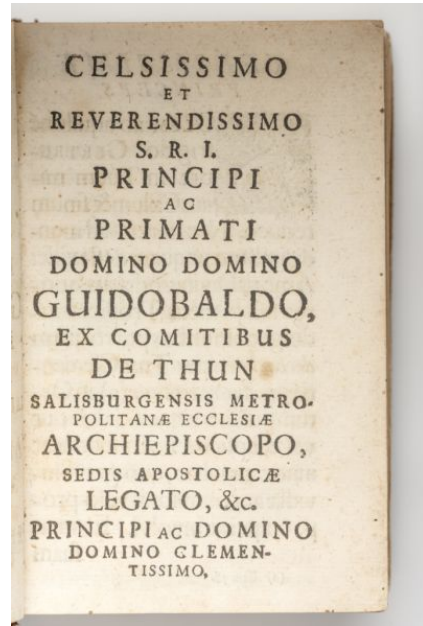 CELSISSIMO
ET
REVERENDISSIMO
S. R. I.
PRINCIPI
AC
PRIMATI
DOMINO DOMINO
GUIDOBALDO,
EX COMITIBUS
DE THUN
SALISBURGENSIS METRO-
POLITANÆ ECCLESIÆ
ARCHIEPISCOPO,
SEDIS APOSTOLICÆ
LEGATO, &c.
PRINCIPI AC DOMINO
DOMINO CLEMEN-
TISSIMO,